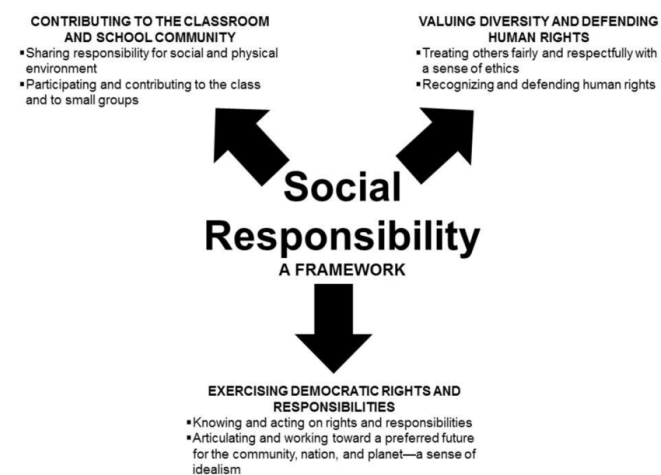 CONTRIBUTING TO THE CLASSROOM
AND SCHOOL COMMUNITY
▪Sharing responsibility for social and physical
environment
▪Participating and contributing to the class
and to small groups
VALUING DIVERSITY AND DEFENDING
HUMAN RIGHTS
▪Treating others fairly and respectfully with
a sense of ethics
▪Recognizing and defending human rights
Social
Responsibility
A FRAMEWORK
EXERCISING DEMOCRATIC RIGHTS AND
RESPONSIBILITIES
▪Knowing and acting on rights and responsibilities
▪Articulating and working toward a preferred future
for the community, nation, and planet—a sense of
idealism